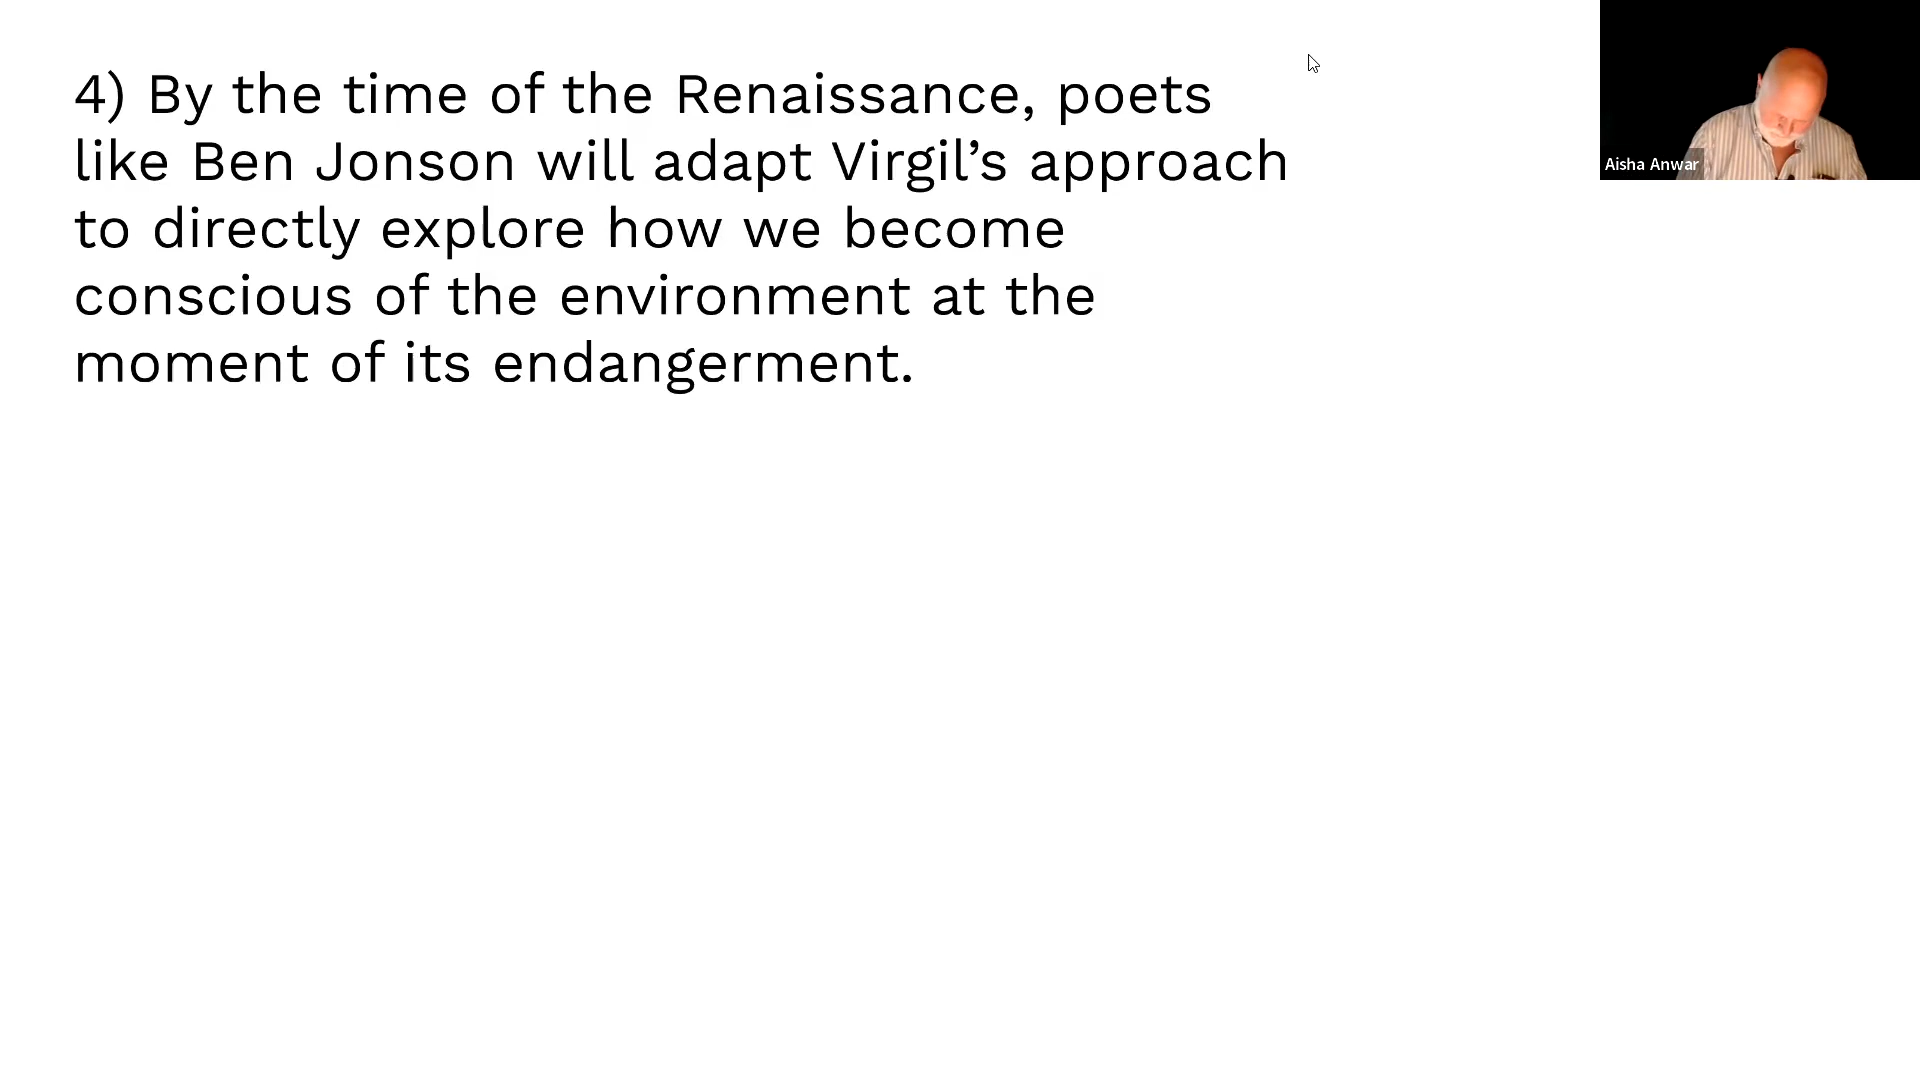 4) By the time of the Renaissance, poets
like Ben Jonson will adapt Virgil’s approach
to directly explore how we become
conscious of the environment at the
moment of its endangerment.
Aisha Anwar